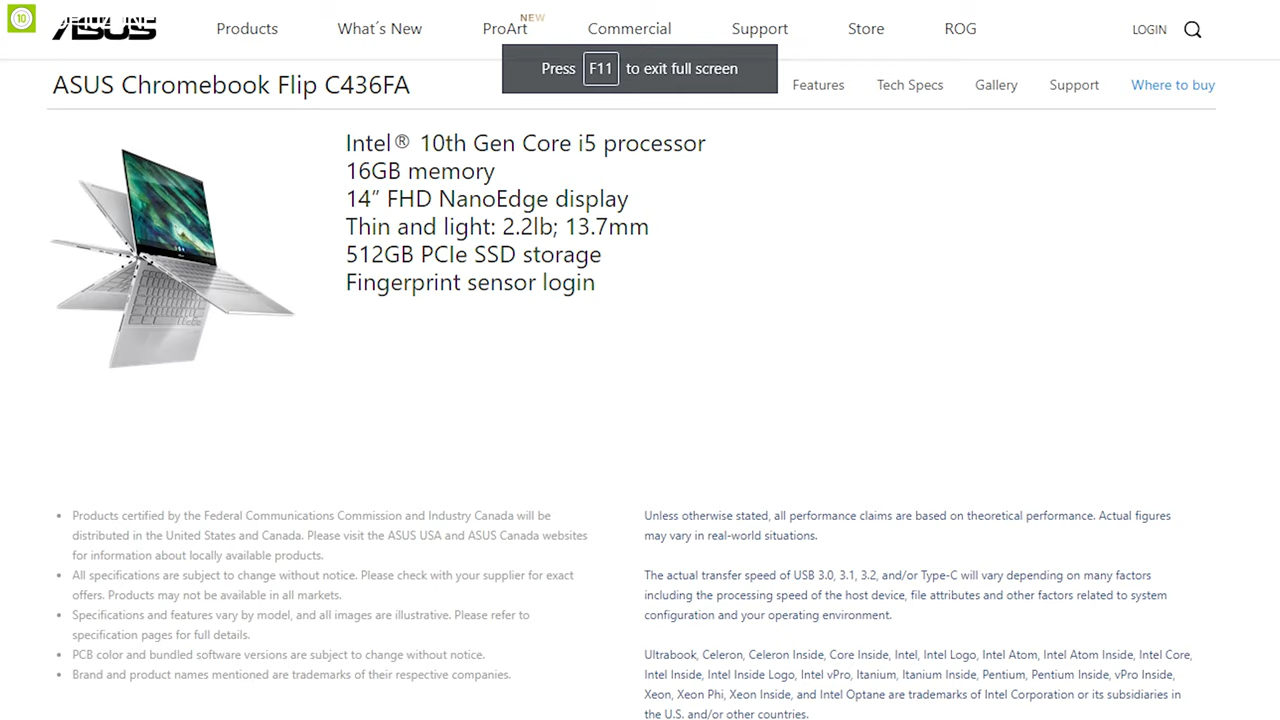 10
ASUS
Products
What´s New
NEW
ProArt
Commercial
Support
Store
ROG
LOGIN
Press F11 to exit full screen
ASUS Chromebook Flip C436FA
Features
Tech Specs
Gallery
Support
Where to buy
Intel® 10th Gen Core i5 processor
16GB memory
14” FHD NanoEdge display
Thin and light: 2.2lb; 13.7mm
512GB PCIe SSD storage
Fingerprint sensor login
• Products certified by the Federal Communications Commission and Industry Canada will be
distributed in the United States and Canada. Please visit the ASUS USA and ASUS Canada websites
for information about locally available products.
• All specifications are subject to change without notice. Please check with your supplier for exact
offers. Products may not be available in all markets.
• Specifications and features vary by model, and all images are illustrative. Please refer to
specification pages for full details.
• PCB color and bundled software versions are subject to change without notice.
• Brand and product names mentioned are trademarks of their respective companies.
Unless otherwise stated, all performance claims are based on theoretical performance. Actual figures
may vary in real-world situations.
The actual transfer speed of USB 3.0, 3.1, 3.2, and/or Type-C will vary depending on many factors
including the processing speed of the host device, file attributes and other factors related to system
configuration and your operating environment.
Ultrabook, Celeron, Celeron Inside, Core Inside, Intel, Intel Logo, Intel Atom, Intel Atom Inside, Intel Core,
Intel Inside, Intel Inside Logo, Intel vPro, Itanium, Itanium Inside, Pentium, Pentium Inside, vPro Inside,
Xeon, Xeon Phi, Xeon Inside, and Intel Optane are trademarks of Intel Corporation or its subsidiaries in
the U.S. and/or other countries.